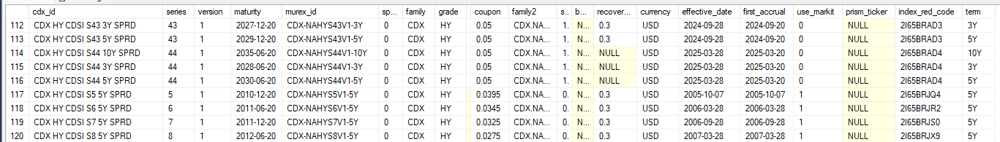 cdx_id series version maturity murex_id sp... family grade coupon family2 s.. b... recover... currency effective_date first_accrual use_markit prism_ticker index_red_code term
112 CDX HY CDSI S43 3Y SPRD 43 1 2027-12-20 CDX-NAHYS43V1-3Y 0 CDX HY 0.05 CDX.NA... 1. N... 0.3 USD 2024-09-28 2024-09-20 0 NULL 2I65BRAD3 3Y
113 CDX HY CDSI S43 5Y SPRD 43 1 2029-12-20 CDX-NAHYS43V1-5Y 0 CDX HY 0.05 CDX.NA... 1. N... 0.3 USD 2024-09-28 2024-09-20 0 NULL 2I65BRAD3 5Y
114 CDX HY CDSI S44 10Y SPRD 44 1 2035-06-20 CDX-NAHYS44V1-10Y 0 CDX HY 0.05 CDX.NA... 1. N... NULL USD 2025-03-28 2025-03-20 0 NULL 2I65BRAD4 10Y
115 CDX HY CDSI S44 3Y SPRD 44 1 2028-06-20 CDX-NAHYS44V1-3Y 0 CDX HY 0.05 CDX.NA... 1. N... NULL USD 2025-03-28 2025-03-20 0 NULL 2I65BRAD4 3Y
116 CDX HY CDSI S44 5Y SPRD 44 1 2030-06-20 CDX-NAHYS44V1-5Y 0 CDX HY 0.05 CDX.NA... 1. N... NULL USD 2025-03-28 2025-03-20 0 NULL 2I65BRAD4 5Y
117 CDX HY CDSI S5 5Y SPRD 5 1 2010-12-20 CDX-NAHYS5V1-5Y 0 CDX HY 0.0395 CDX.NA... 0. N... 0.3 USD 2005-10-07 2005-10-07 1 NULL 2I65BRJQ4 5Y
118 CDX HY CDSI S6 5Y SPRD 6 1 2011-06-20 CDX-NAHYS6V1-5Y 0 CDX HY 0.0345 CDX.NA... 0. N... 0.3 USD 2006-03-28 2006-03-28 1 NULL 2I65BRJR2 5Y
119 CDX HY CDSI S7 5Y SPRD 7 1 2011-12-20 CDX-NAHYS7V1-5Y 0 CDX HY 0.0325 CDX.NA... 0. N... 0.3 USD 2006-09-28 2006-09-28 1 NULL 2I65BRJS0 5Y
120 CDX HY CDSI S8 5Y SPRD 8 1 2012-06-20 CDX-NAHYS8V1-5Y 0 CDX HY 0.0275 CDX.NA... 0. N... 0.3 USD 2007-03-28 2007-03-28 1 NULL 2I65BRJX9 5Y